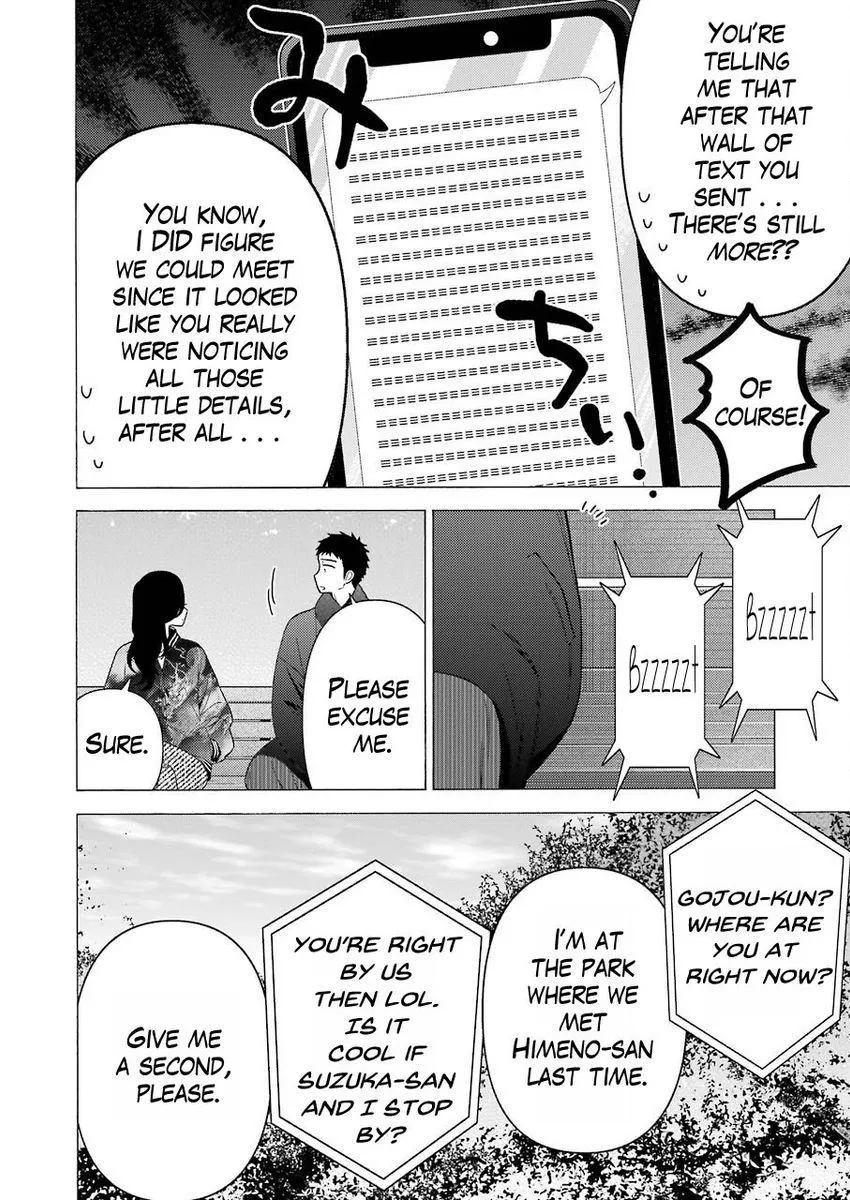 YOU'RE
TELLING
ME THAT
AFTER THAT
WALL OF
TEXT YOU
SENT . . .
THERE'S STILL
MORE??
OF
COURSE!
みっちぃ…
YOU KNOW,
I DID FIGURE
WE COULD MEET
SINCE IT LOOKED
LIKE YOU REALLY
WERE NOTICING
ALL THOSE
LITTLE DETAILS,
AFTER ALL . . .
BZZZZZT
BZZZZZT
PLEASE
EXCUSE
ME.
SURE.
GOJOU-KUN?
WHERE ARE
YOU AT
RIGHT NOW?
I'M AT
THE PARK
WHERE WE
MET
HIMENO-SAN
LAST TIME.
YOU'RE RIGHT
BY US
THEN LOL.
IS IT
COOL IF
SUZUKA-SAN
AND I STOP
BY?
GIVE ME
A SECOND,
PLEASE.